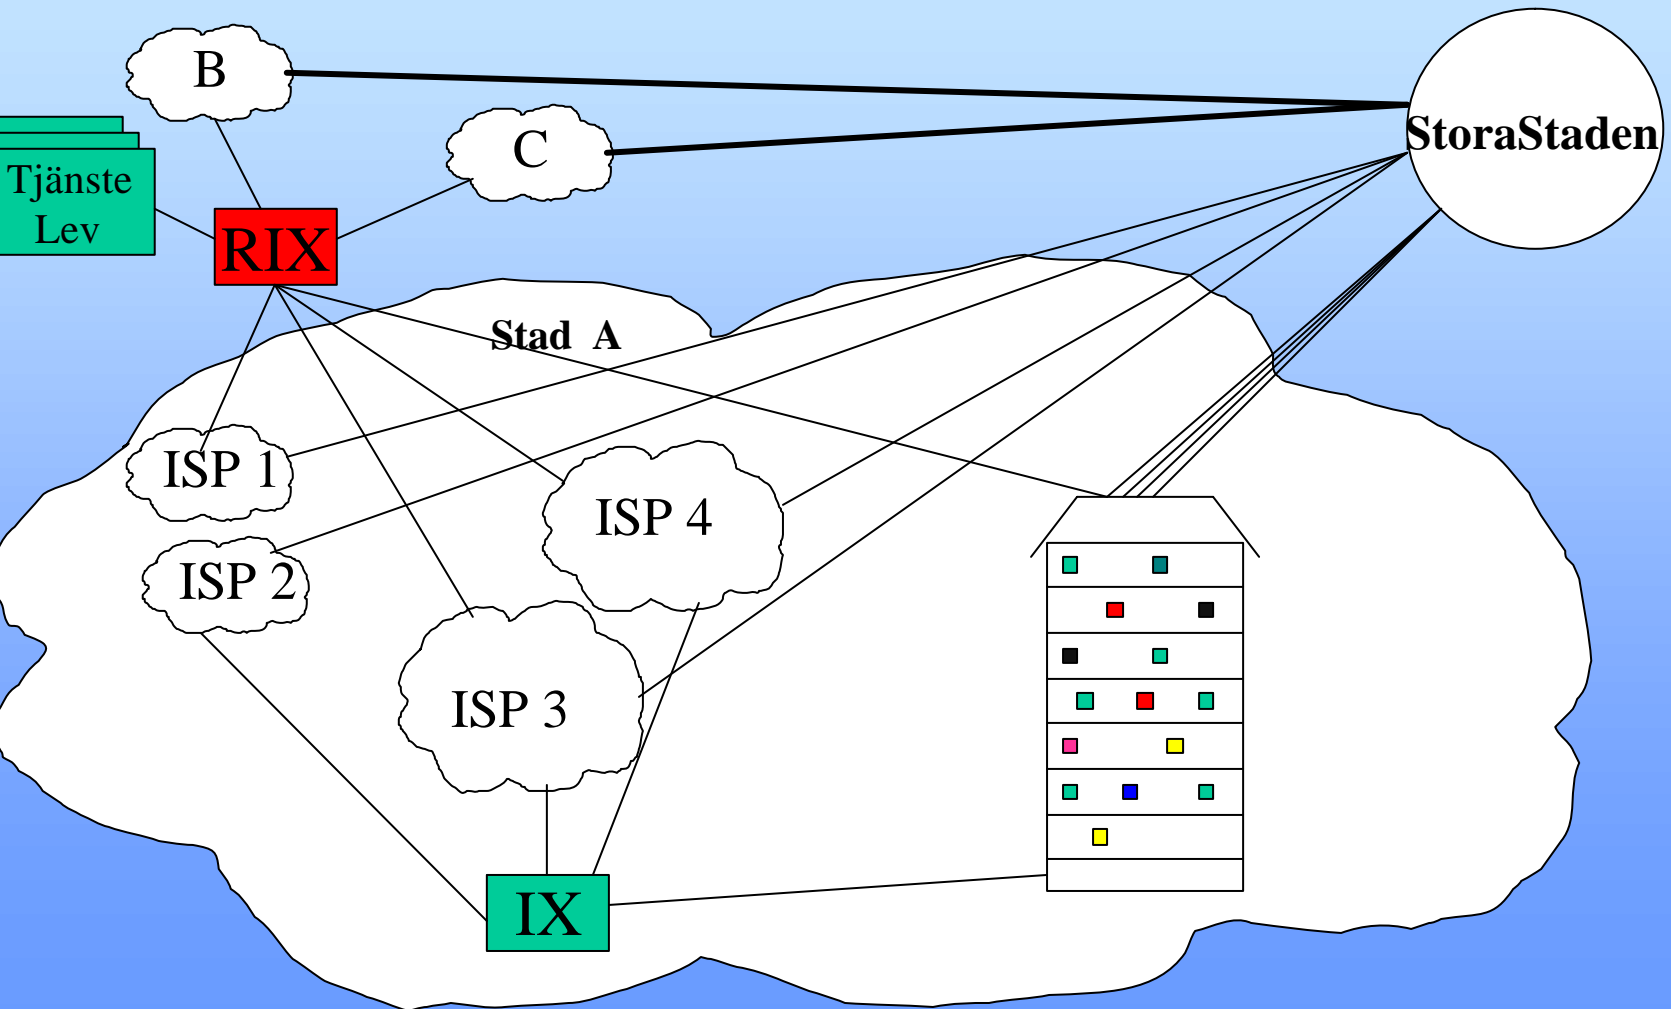 B
StoraStaden
C
Tjänste
Lev
RIX
Stad A
ISP 1
ISP 4
ISP 2
ISP 3
IX